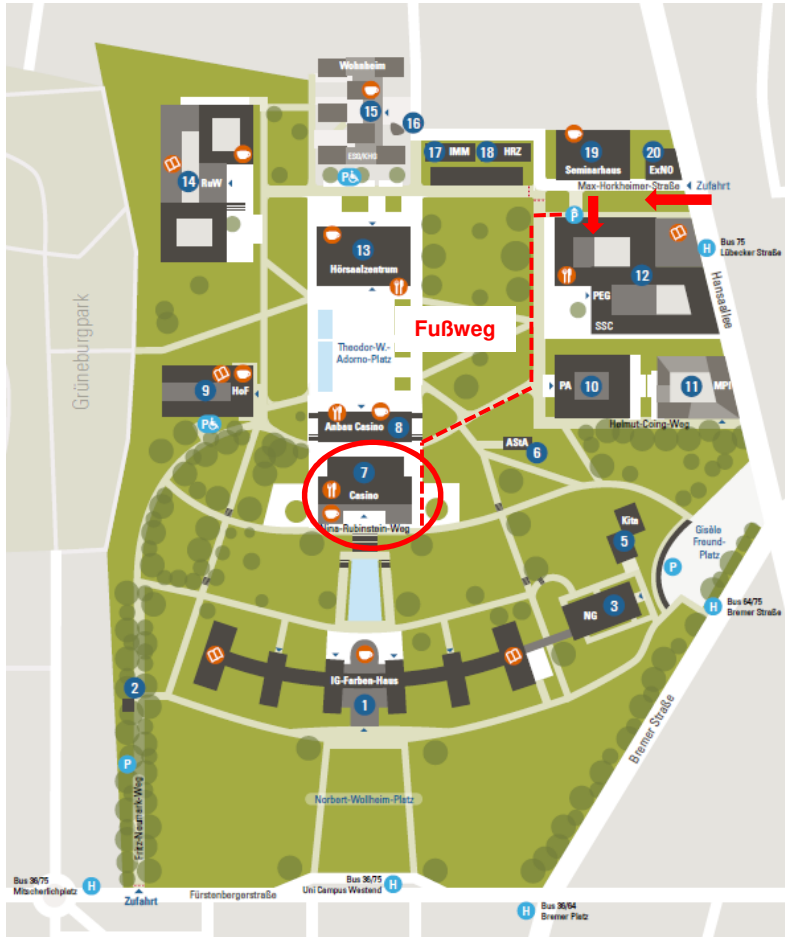 Wohnheim
15
16
ESG/KHG
P
17
IMM
18
HRZ
19
Seminarhaus
20
ExNO
Max-Horkheimer-Straße
Zufahrt
14
RuW
P
Bus 75
Lübecker Straße
H
13
Hörsaalzentrum
12
PEG
SSC
Hansaallee
Grüneburgpark
Fußweg
Theodor-W.-
Adorno-Platz
9
HoF
P
PA
10
11
MPI
Anbau Casino
8
Helmut-Coing-Weg
AStA
6
7
Casino
Nina-Rubinstein-Weg
Kita
5
Gisèle
Freund-
Platz
P
3
NG
H
Bus 64/75
Bremer Straße
IG-Farben-Haus
1
2
P
Fritz-Neumark-Weg
Bremer Straße
Norbert-Wollheim-Platz
Bus 36/75
Mitscherlichplatz
H
Zufahrt
Fürstenbergerstraße
Bus 36/75
Uni Campus Westend
H
H
Bus 36/64
Bremer Platz